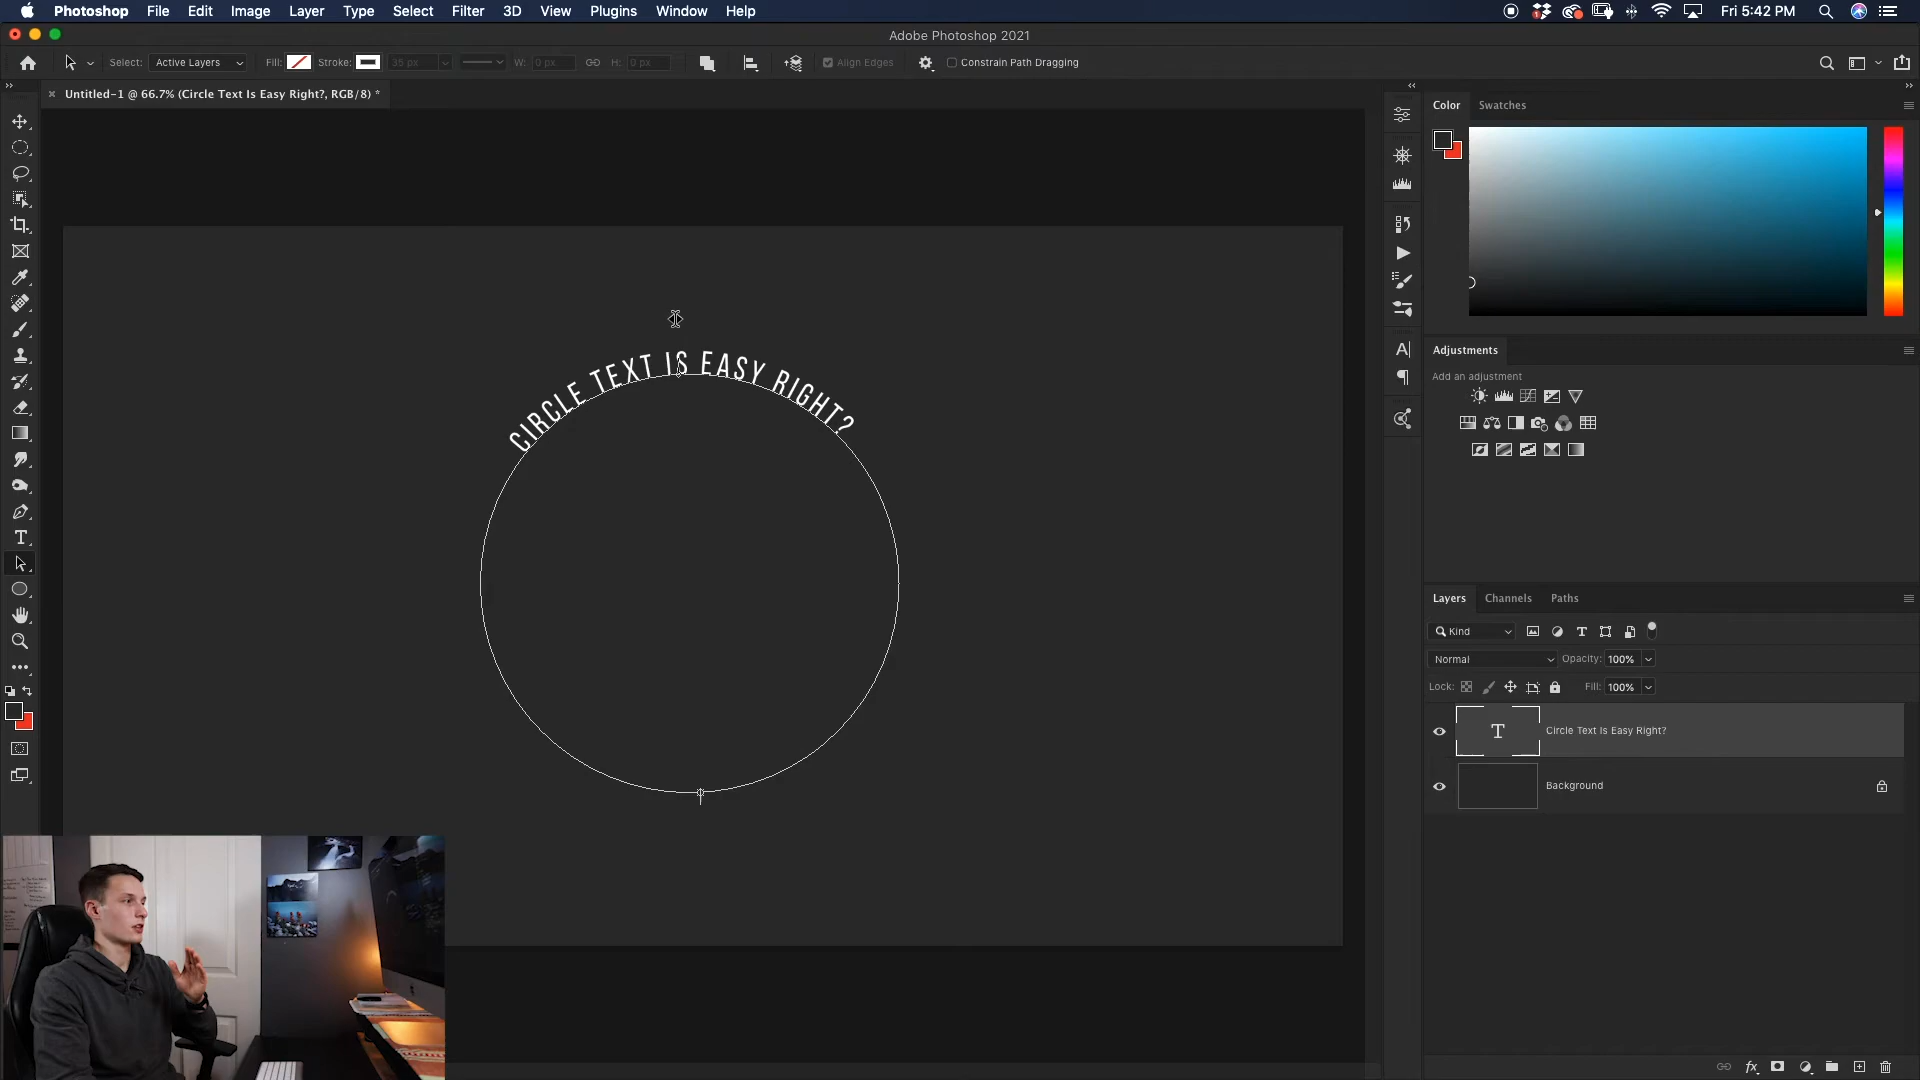 Photoshop File Edit Image Layer Type Select Filter 3D View Plugins Window Help
1
Fri 5:42 PM
Adobe Photoshop 2021
Select: Active Layers Fill: Stroke: 35 px W: 0 px H: 0 px Align Edges Constrain Path Dragging
Untitled-1 @ 66.7% (Circle Text Is Easy Right?, RGB/8) *
CIRCLE TEXT IS EASY RIGHT?
Color Swatches
Adjustments
Add an adjustment
Layers Channels Paths
Kind
Normal Opacity: 100%
Lock: Fill: 100%
Circle Text Is Easy Right?
Background